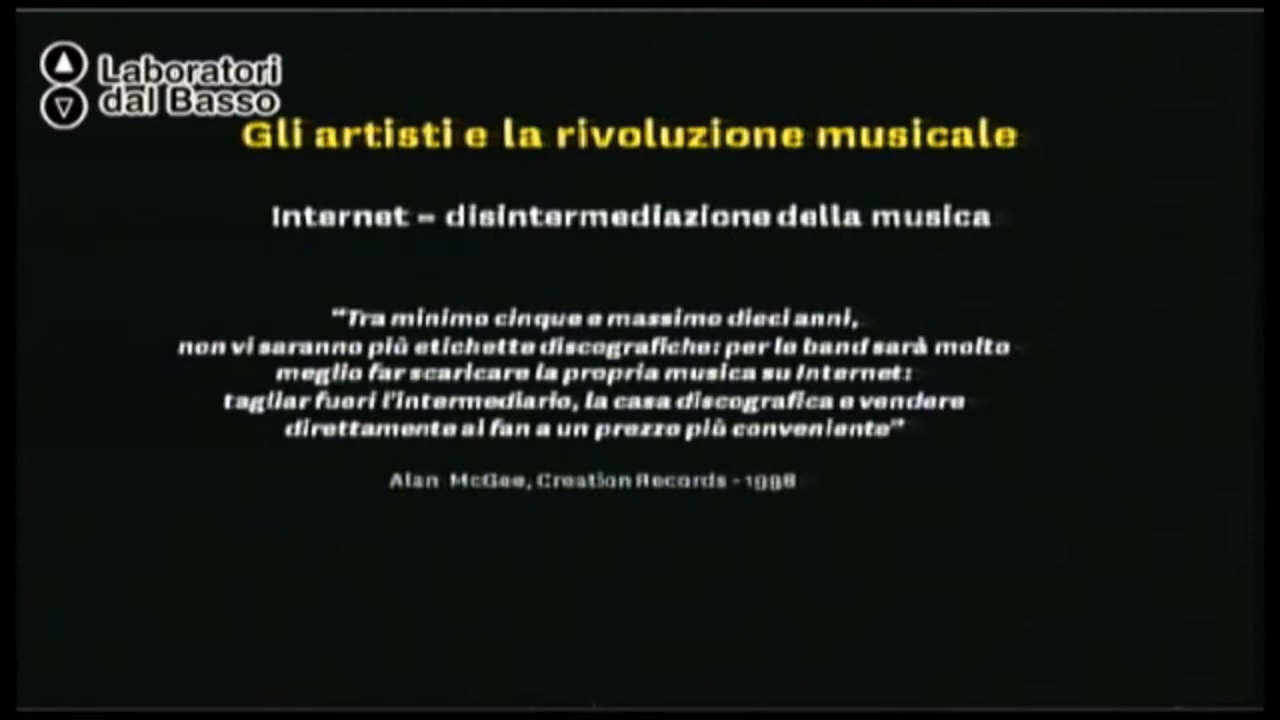 Laboratori
dal Basso
Gli artisti e la rivoluzione musicale
Internet = disintermediazione della musica
"Tra minimo cinque e massimo dieci anni,
non vi saranno più etichette discografiche: per le band sarà molto
meglio far scaricare la propria musica su Internet:
tagliar fuori l'intermediario, la casa discografica e vendere
direttamente ai fan a un prezzo più conveniente"
Alan McGee, Creation Records - 1998